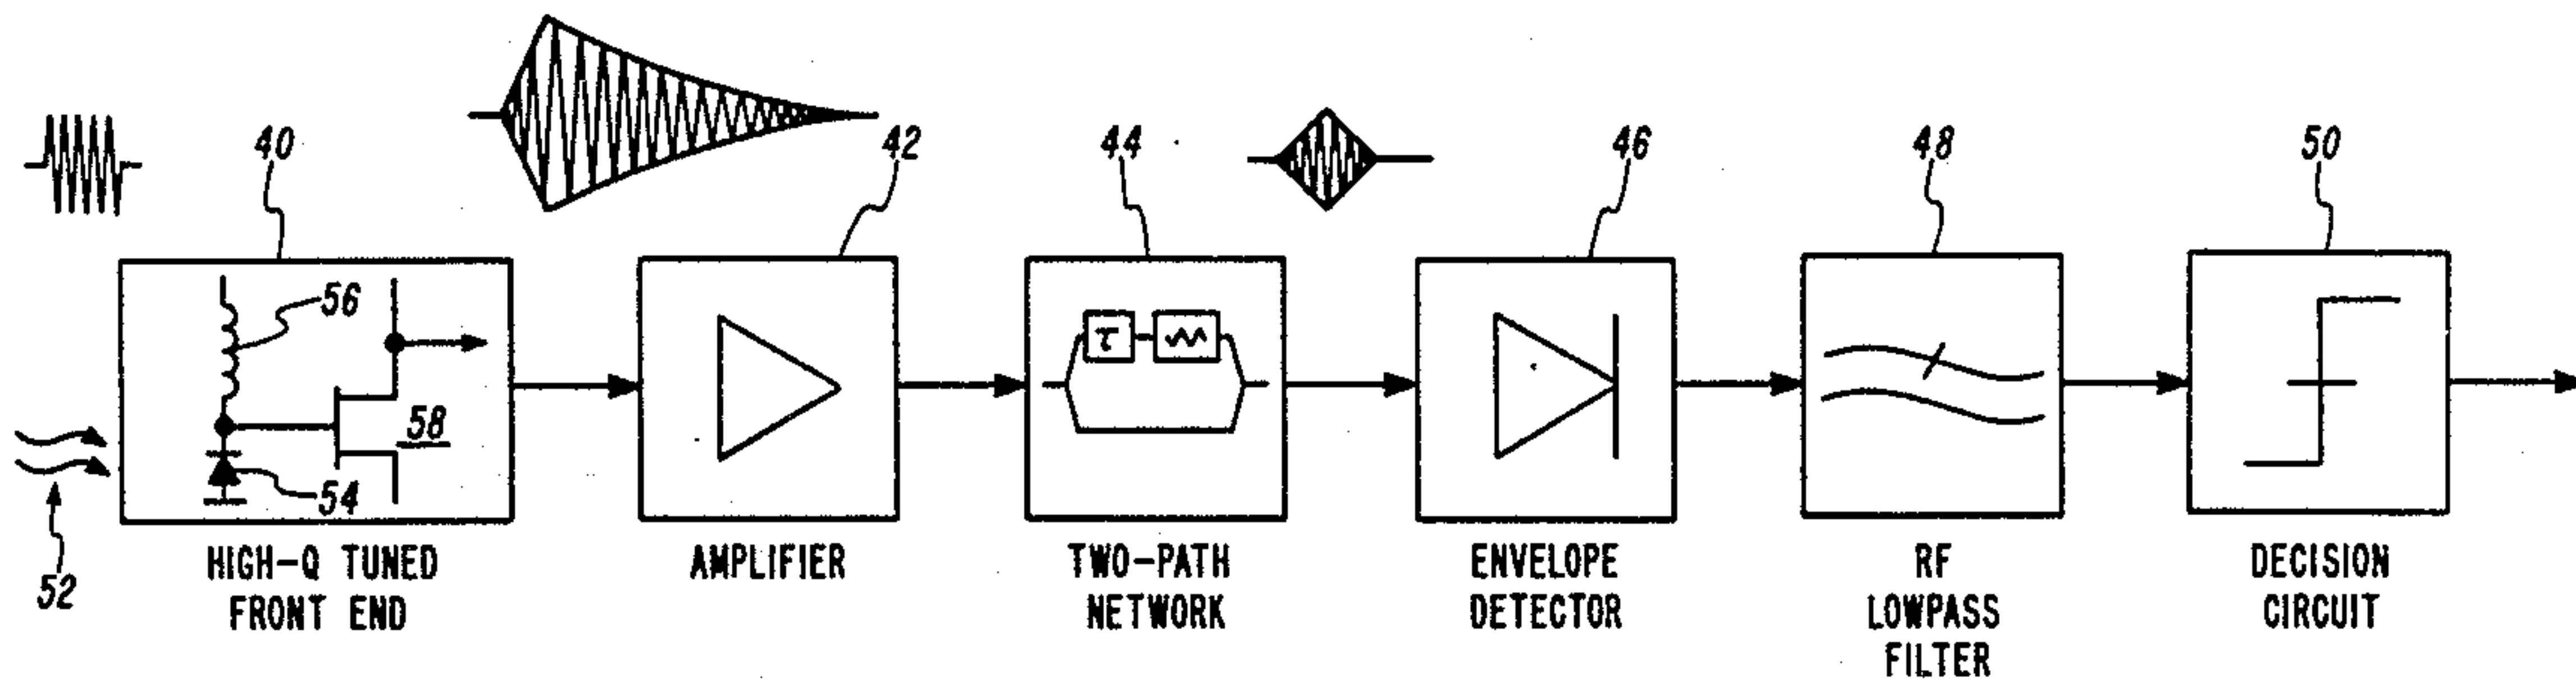 40
42
44
46
48
50
56
58
54
52
τ
HIGH-Q TUNED
FRONT END
AMPLIFIER
TWO-PATH
NETWORK
ENVELOPE
DETECTOR
RF
LOWPASS
FILTER
DECISION
CIRCUIT